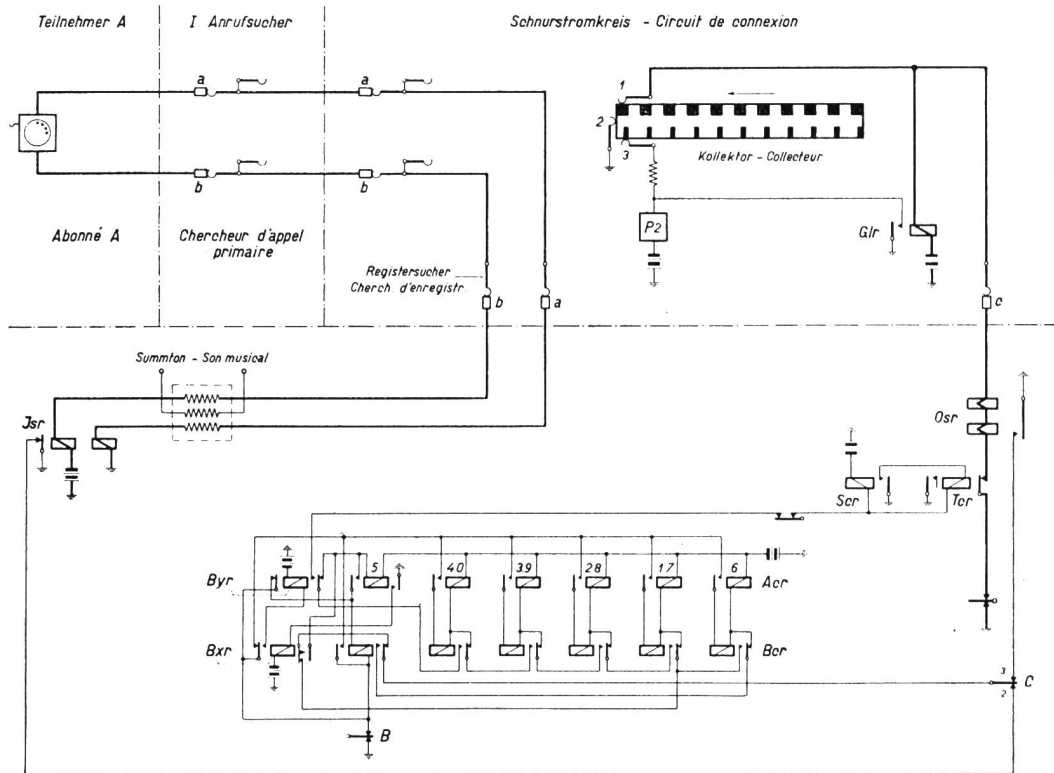 Teilnehmer A
I Anrufsucher
Schnurstromkreis - Circuit de connexion
a
a
1
2
3
Kollektor - Collecteur
b
b
P2
Glr
Abonné A
Chercheur d'appel
primaire
Registersucher
Cherch. d'enregistr.
b
a
c
Summton - Son musical
Jsr
Osr
Scr
Tcr
Byr
5
40
39
28
17
6
Acr
Bxr
Bcr
3
C
2
B